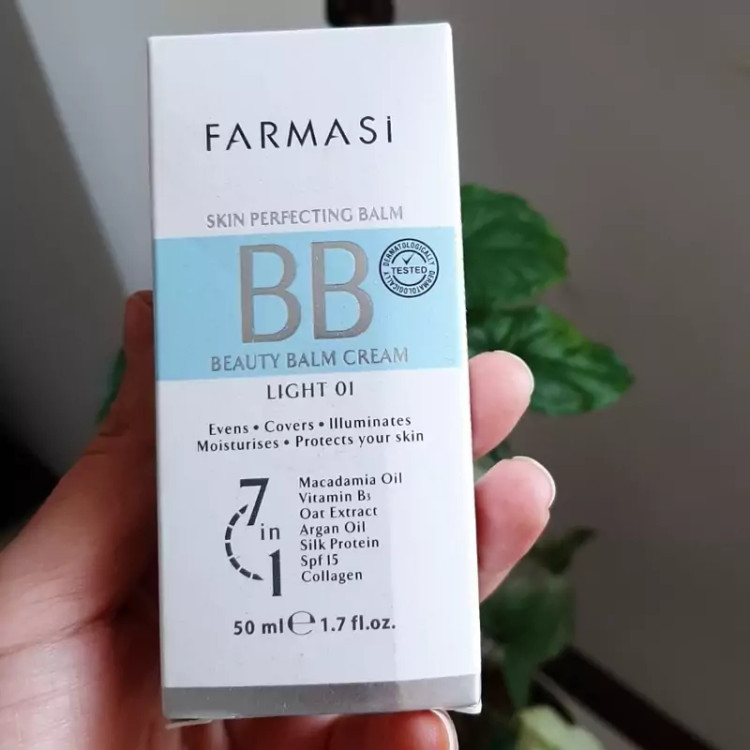 FARMASİ
SKIN PERFECTING BALM
BB
DERMATOLOGICALLY
TESTED
DERMATOLOGICALLY
BEAUTY BALM CREAM
LIGHT 01
Evens • Covers • Illuminates
Moisturises • Protects your skin
7 in 1
Macadamia Oil
Vitamin B3
Oat Extract
Argan Oil
Silk Protein
Spf 15
Collagen
50 ml ℮ 1.7 fl.oz.